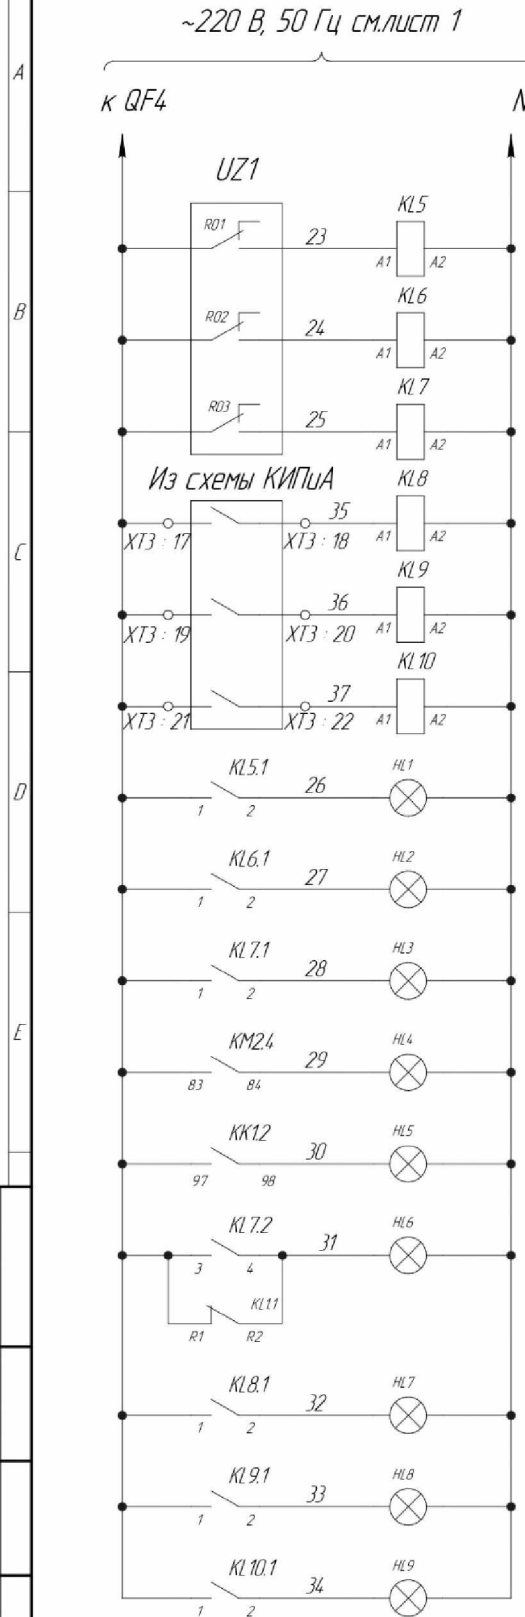 ~220 В, 50 Гц см.лист 1
к QF4
N
A
UZ1
KL5
R01
23
A1
A2
KL6
B
R02
24
A1
A2
KL7
R03
25
A1
A2
Из схемы КИПиА
KL8
35
C
XT3 : 17
XT3 : 18
A1
A2
KL9
36
XT3 : 19
XT3 : 20
A1
A2
KL10
37
XT3 : 21
XT3 : 22
A1
A2
D
KL5.1
26
HL1
1
2
KL6.1
27
HL2
1
2
KL7.1
28
HL3
1
2
E
KM2.4
29
HL4
83
84
KK1.2
30
HL5
97
98
KL7.2
31
HL6
3
4
KL1.1
R1
R2
KL8.1
32
HL7
1
2
KL9.1
33
HL8
1
2
KL10.1
34
HL9
1
2